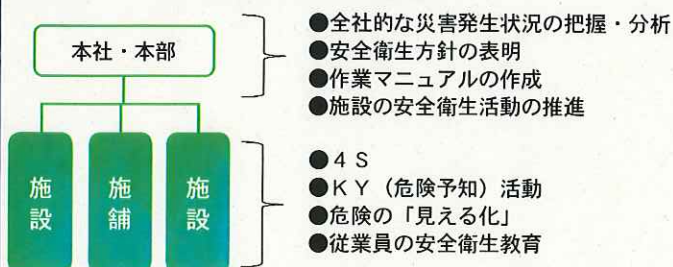 本社・本部
●全社的な災害発生状況の把握・分析
●安全衛生方針の表明
●作業マニュアルの作成
●施設の安全衛生活動の推進
施設
施舗
施設
●4S
●KY(危険予知)活動
●危険の「見える化」
●従業員の安全衛生教育